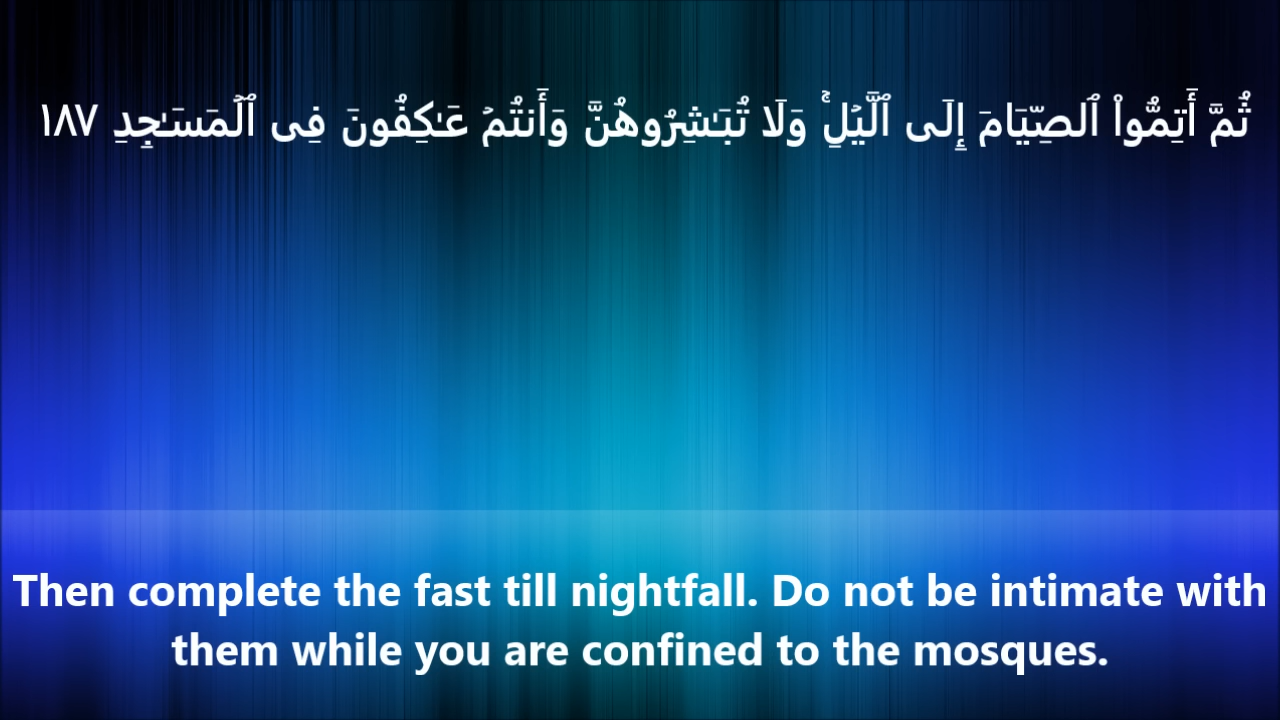 ثُمَّ أَتِمُّوا۟ ٱلصِّيَامَ إِلَى ٱلَّيْلِ ۚ وَلَا تُبَـٰشِرُوهُنَّ وَأَنتُمْ عَـٰكِفُونَ فِى ٱلْمَسَـٰجِدِ ١٨٧
Then complete the fast till nightfall. Do not be intimate with
them while you are confined to the mosques.